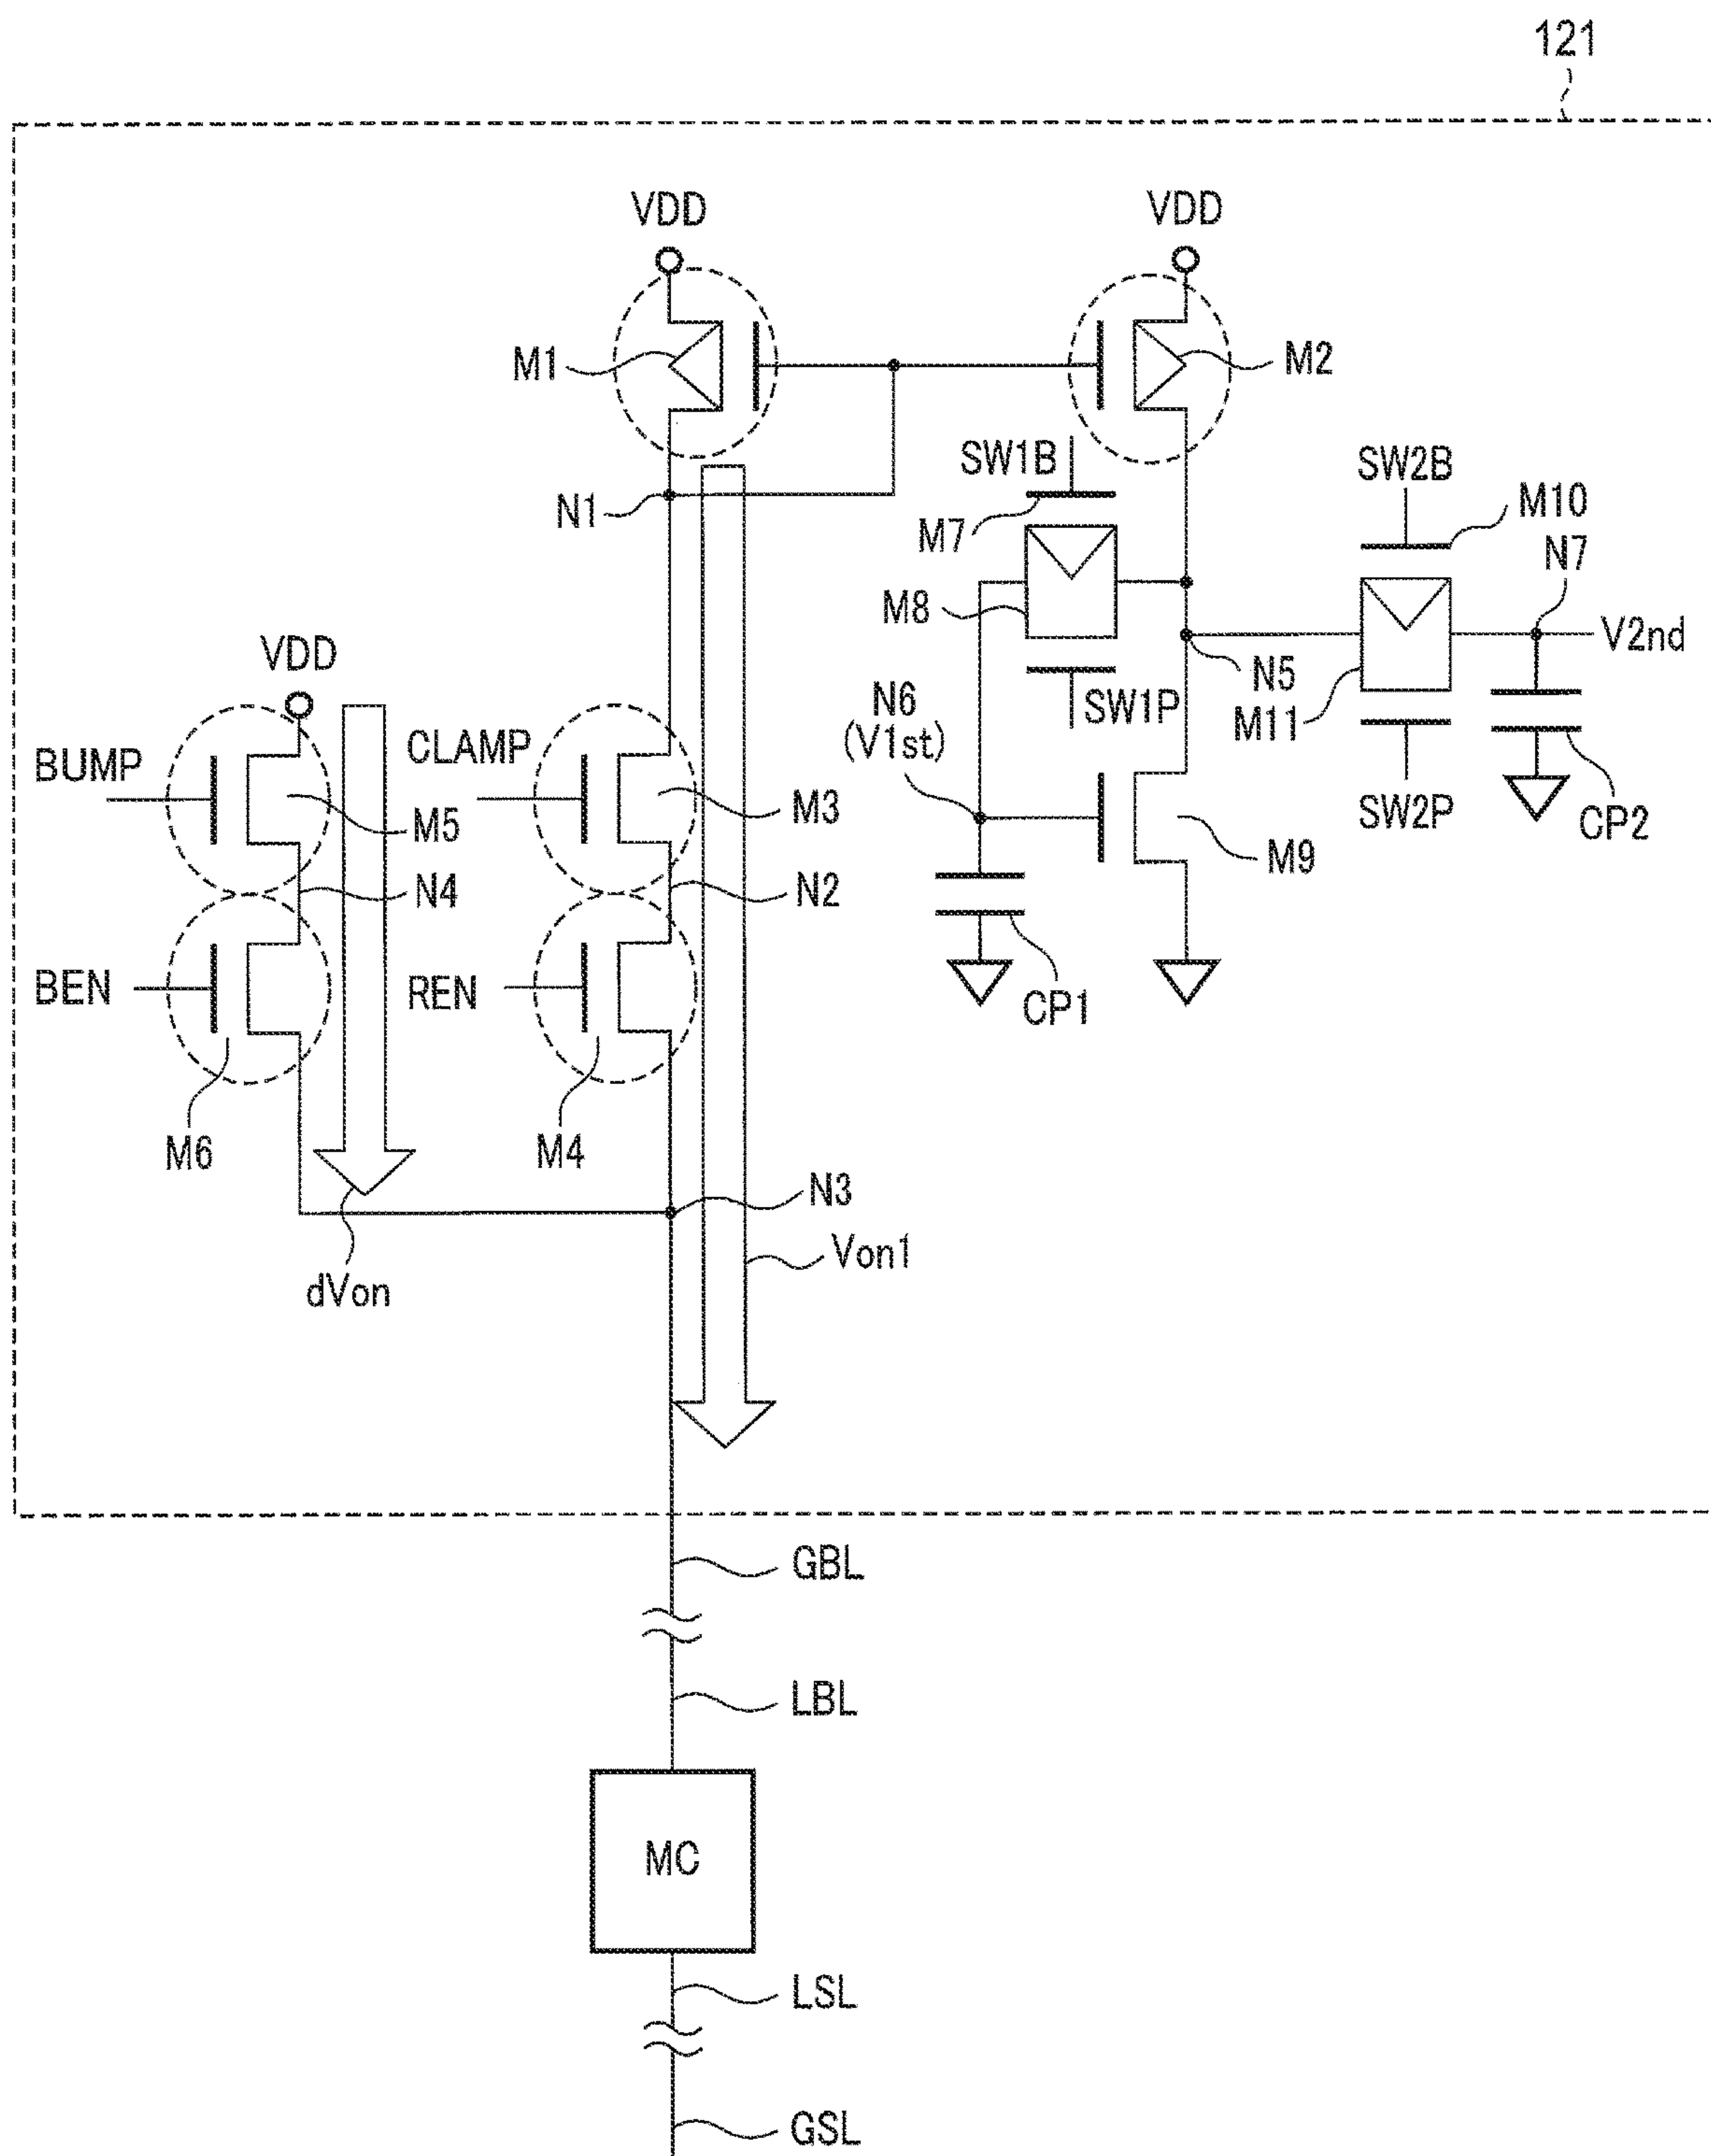 121
VDD
VDD
M1
M2
SW1B
SW2B
N1
M7
M10
N7
M8
VDD
V2nd
N5
N6
(V1st)
SW1P
M11
BUMP
CLAMP
M5
M3
SW2P
CP2
M9
N4
N2
BEN
REN
CP1
M6
M4
N3
Von1
dVon
GBL
LBL
MC
LSL
GSL